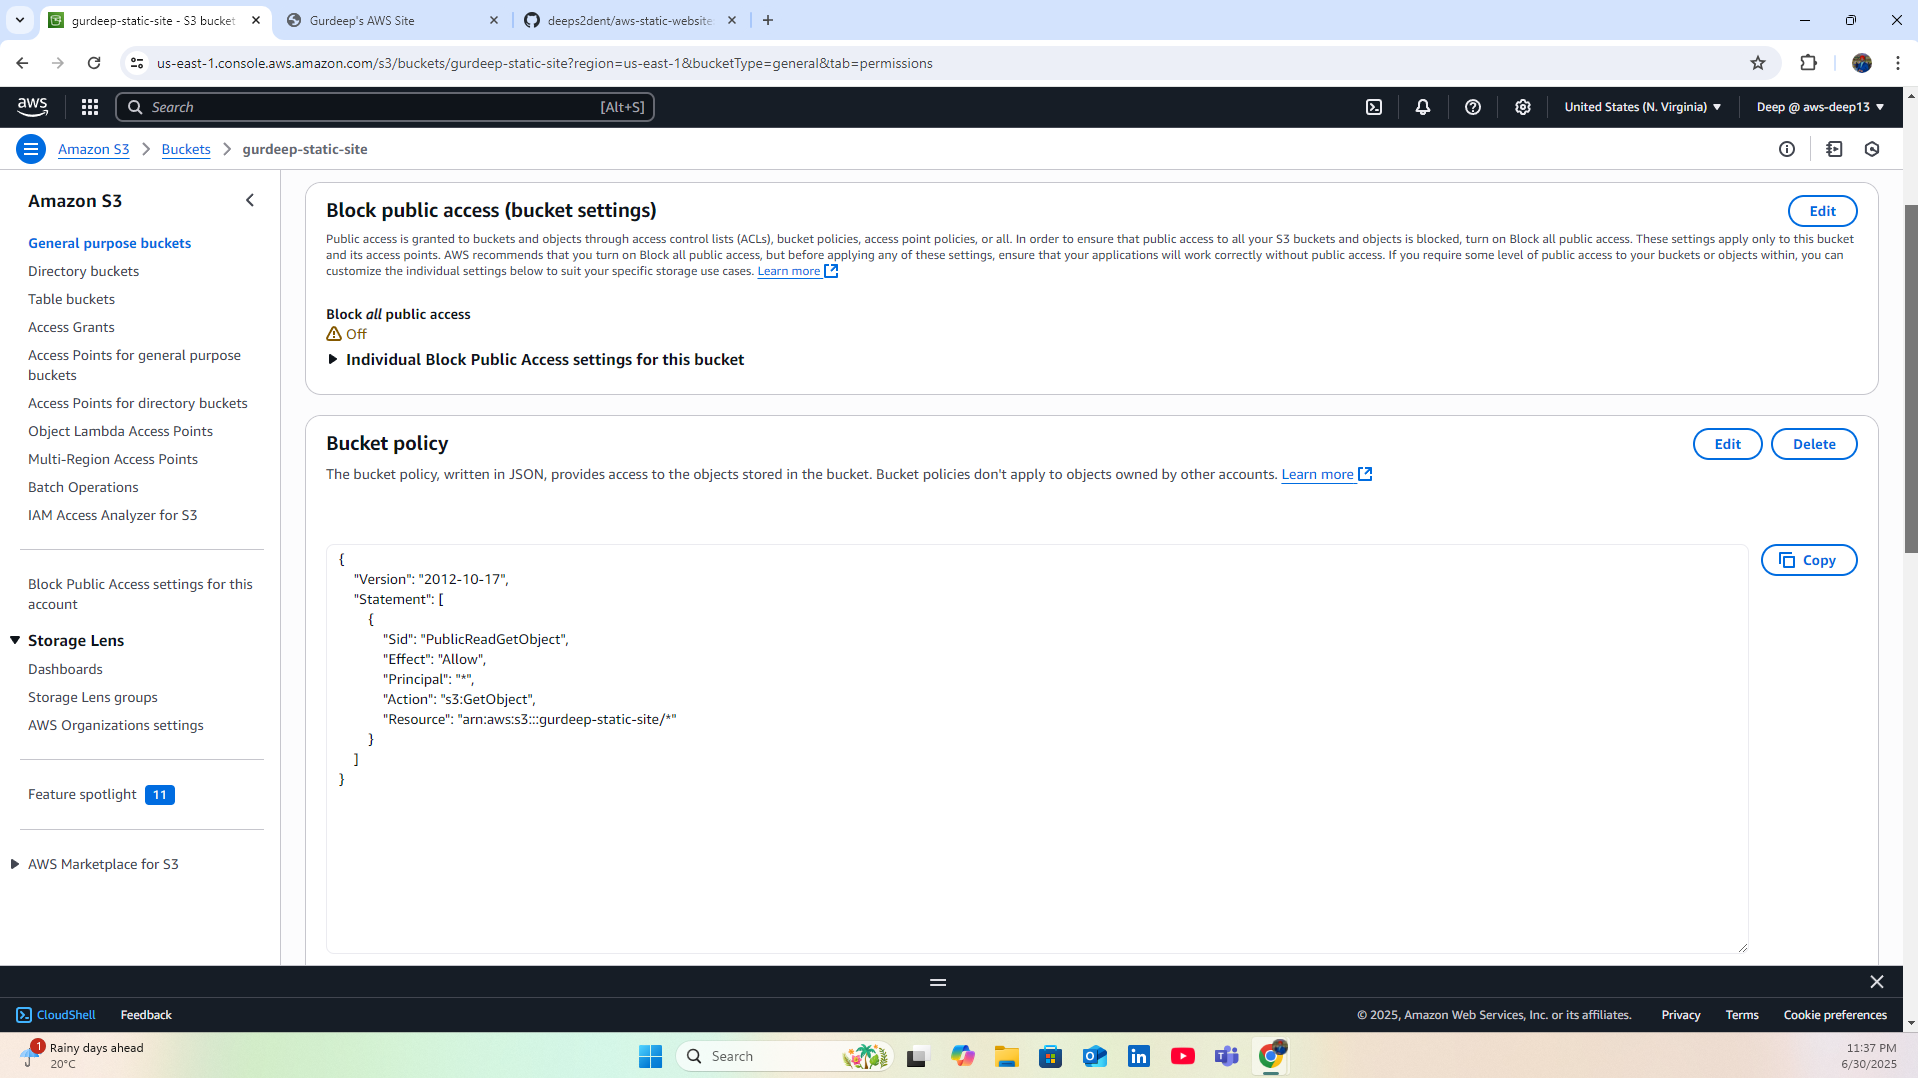 gurdeep-static-site - S3 bucket
Gurdeep's AWS Site
deeps2dent/aws-static-website
us-east-1.console.aws.amazon.com/s3/buckets/gurdeep-static-site?region=us-east-1&bucketType=general&tab=permissions
aws
Search
[Alt+S]
United States (N. Virginia)
Deep @ aws-deep13
Amazon S3
Buckets
gurdeep-static-site
Amazon S3
General purpose buckets
Directory buckets
Table buckets
Access Grants
Access Points for general purpose
buckets
Access Points for directory buckets
Object Lambda Access Points
Multi-Region Access Points
Batch Operations
IAM Access Analyzer for S3
Block Public Access settings for this
account
Storage Lens
Dashboards
Storage Lens groups
AWS Organizations settings
Feature spotlight 11
AWS Marketplace for S3
Block public access (bucket settings)
Edit
Public access is granted to buckets and objects through access control lists (ACLs), bucket policies, access point policies, or all. In order to ensure that public access to all your S3 buckets and objects is blocked, turn on Block all public access. These settings apply only to this bucket
and its access points. AWS recommends that you turn on Block all public access, but before applying any of these settings, ensure that your applications will work correctly without public access. If you require some level of public access to your buckets or objects within, you can
customize the individual settings below to suit your specific storage use cases. Learn more
Block all public access
Off
Individual Block Public Access settings for this bucket
Bucket policy
Edit
Delete
The bucket policy, written in JSON, provides access to the objects stored in the bucket. Bucket policies don't apply to objects owned by other accounts. Learn more
Copy
{
"Version": "2012-10-17",
"Statement": [
{
"Sid": "PublicReadGetObject",
"Effect": "Allow",
"Principal": "*",
"Action": "s3:GetObject",
"Resource": "arn:aws:s3:::gurdeep-static-site/*"
}
]
}
CloudShell
Feedback
© 2025, Amazon Web Services, Inc. or its affiliates.
Privacy
Terms
Cookie preferences
1
Rainy days ahead
20°C
Search
11:37 PM
6/30/2025